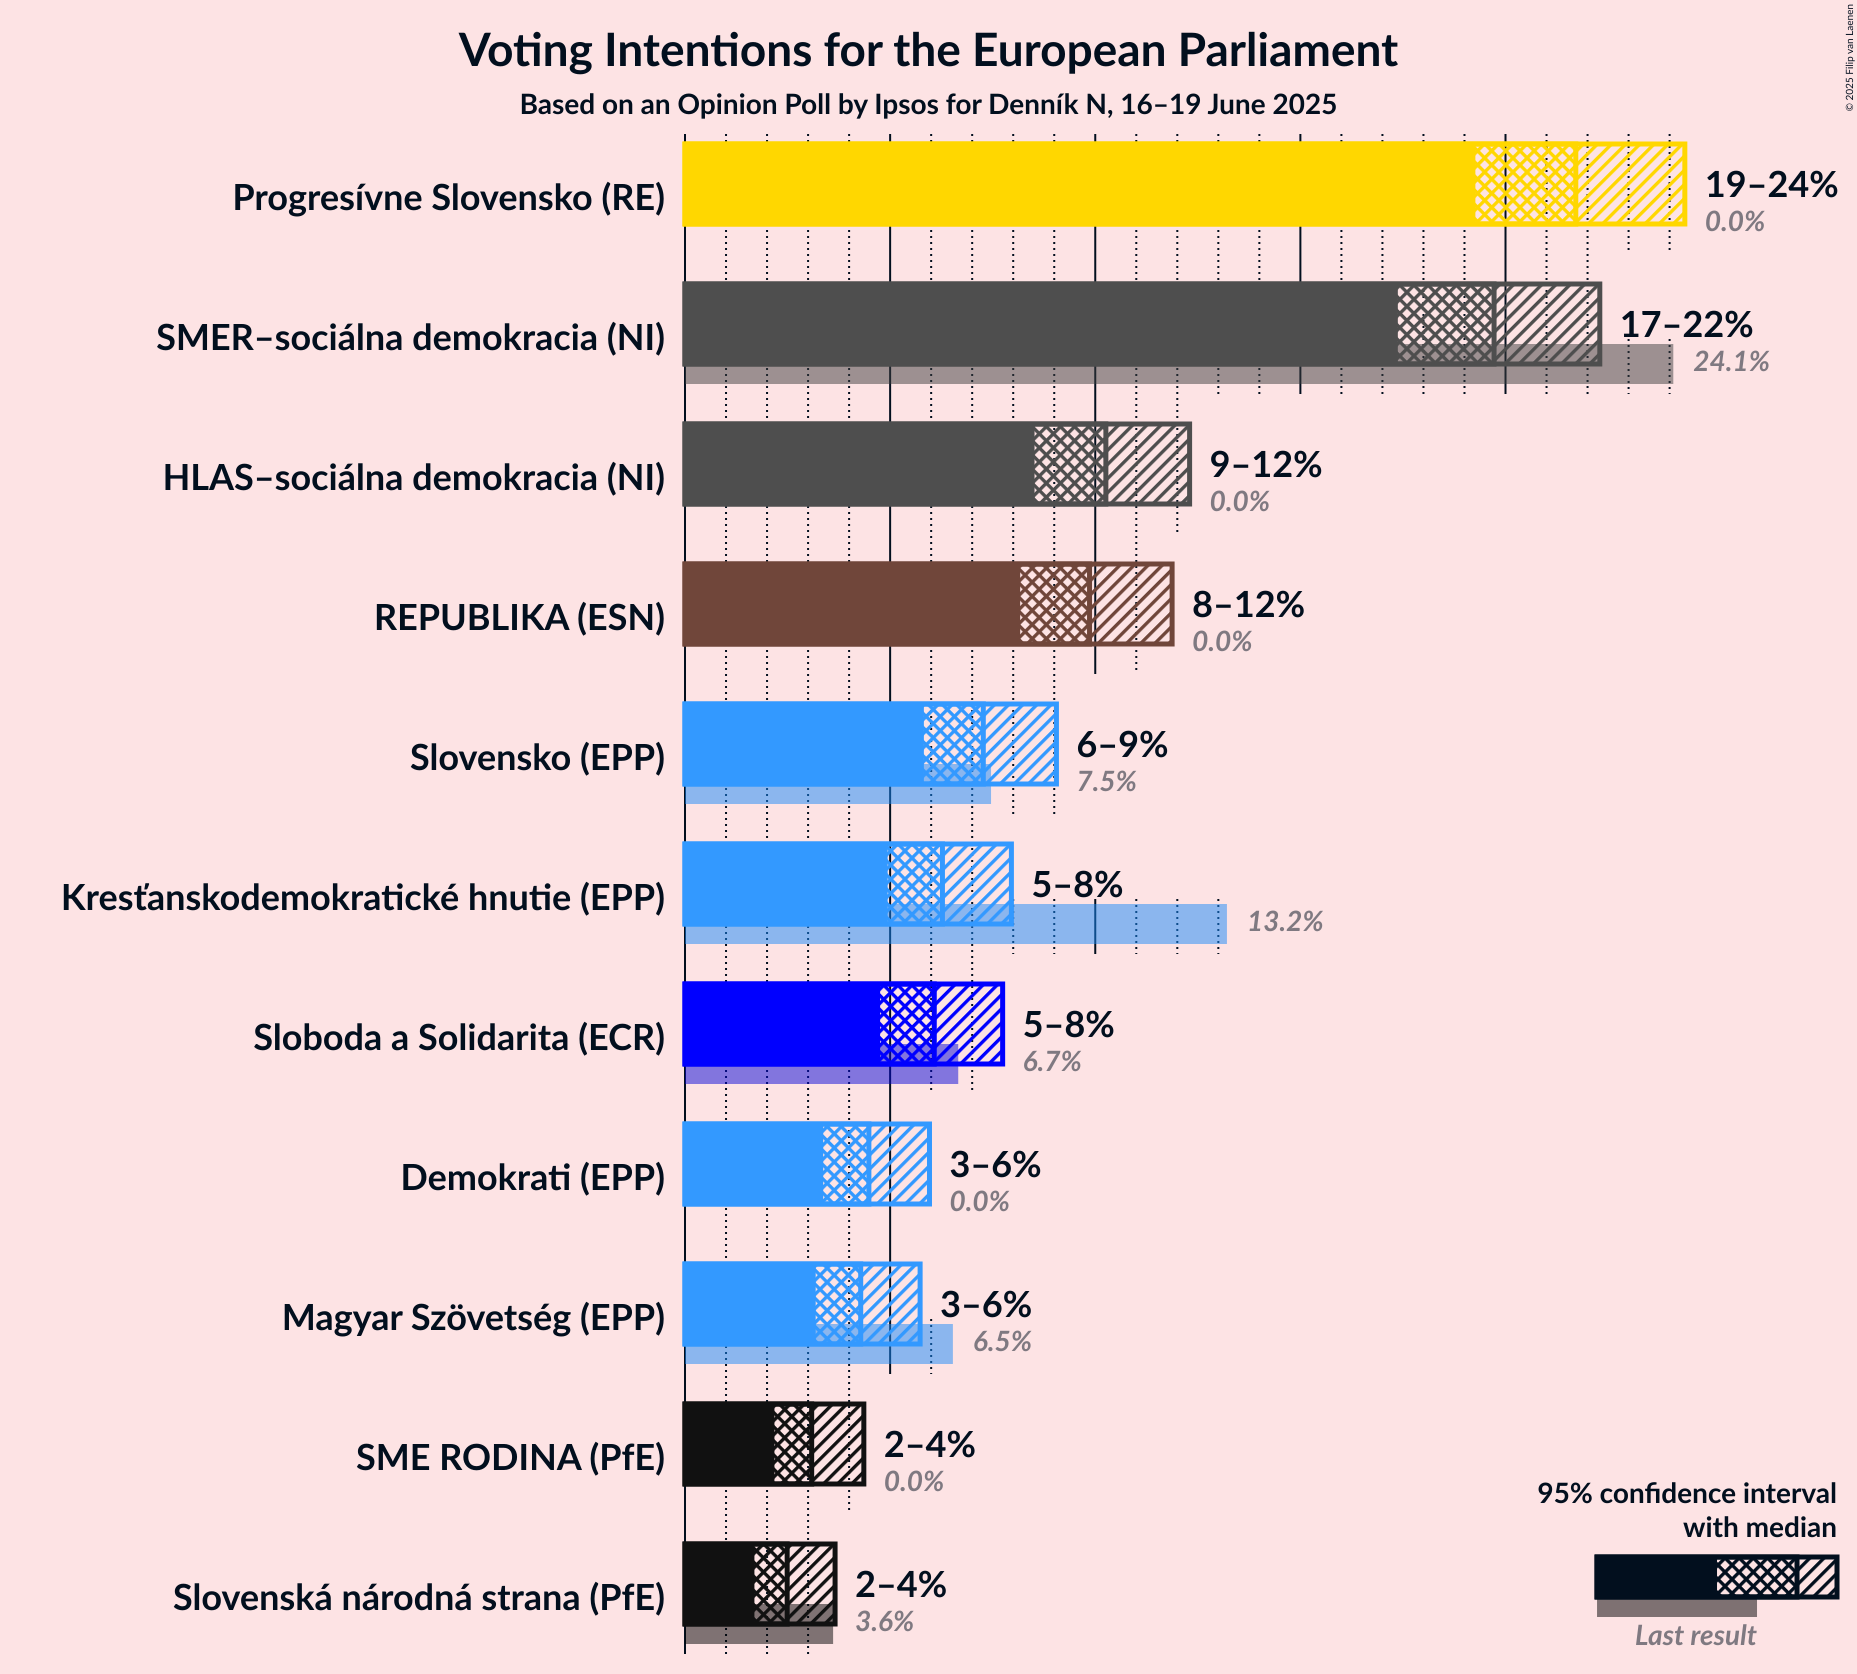 Voting Intentions for the European Parliament
Based on an Opinion Poll by Ipsos for Denník N, 16–19 June 2025
© 2025 Filip van Laenen
Progresívne Slovensko (RE)
19–24%
0.0%
SMER–sociálna demokracia (NI)
17–22%
24.1%
HLAS–sociálna demokracia (NI)
9–12%
0.0%
REPUBLIKA (ESN)
8–12%
0.0%
Slovensko (EPP)
6–9%
7.5%
Kresťanskodemokratické hnutie (EPP)
5–8%
13.2%
Sloboda a Solidarita (ECR)
5–8%
6.7%
Demokrati (EPP)
3–6%
0.0%
Magyar Szövetség (EPP)
3–6%
6.5%
SME RODINA (PfE)
2–4%
0.0%
Slovenská národná strana (PfE)
2–4%
3.6%
95% confidence interval
with median
Last result